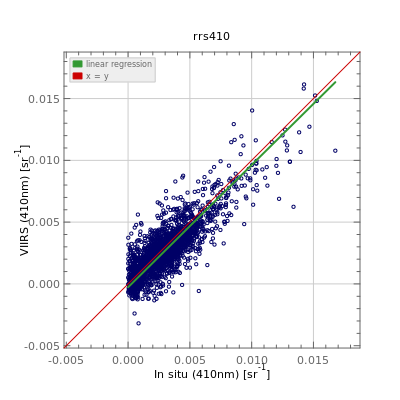 rrs410
linear regression
x = y
0.015
0.010
0.005
0.000
-0.005
VIIRS (410nm) [sr^-1]
-0.005 0.000 0.005 0.010 0.015
In situ (410nm) [sr^-1]